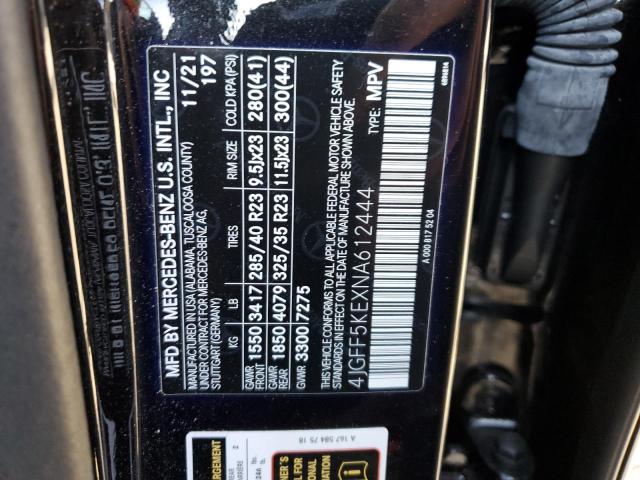 MFD BY MERCEDES-BENZ U.S. INTL., INC
MANUFACTURED IN USA (ALABAMA, TUSCALOOSA COUNTY)
UNDER CONTRACT FOR MERCEDES-BENZ AG,
STUTTGART (GERMANY)
11/21
197
KG LB TIRES RIM SIZE COLD KPA(PSI)
GAWR FRONT 1550 3417 285/40 R23 9.5Jx23 280(41)
GAWR REAR 1850 4079 325/35 R23 11.5Jx23 300(44)
GVWR 3300 7275
THIS VEHICLE CONFORMS TO ALL APPLICABLE FEDERAL MOTOR VEHICLE SAFETY
STANDARDS IN EFFECT ON THE DATE OF MANUFACTURE SHOWN ABOVE.
4JGFF5KEXNA612444
TYPE: MPV
A 000 817 52 04
A 167 584 75 18